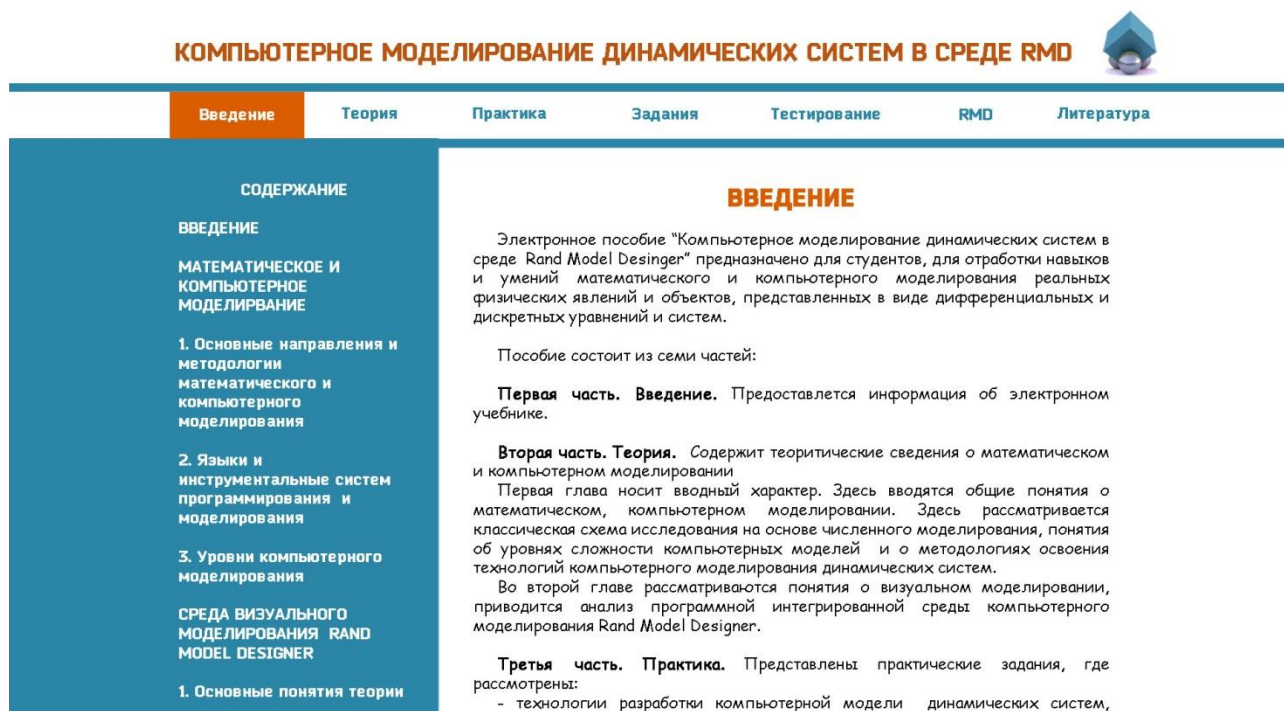 КОМПЬЮТЕРНОЕ МОДЕЛИРОВАНИЕ ДИНАМИЧЕСКИХ СИСТЕМ В СРЕДЕ RMD
Введение Теория Практика Задания Тестирование RMD Литература
СОДЕРЖАНИЕ
ВВЕДЕНИЕ
МАТЕМАТИЧЕСКОЕ И
КОМПЬЮТЕРНОЕ
МОДЕЛИРВАНИЕ
1. Основные направления и
методологии
математического и
компьютерного
моделирования
2. Языки и
инструментальные систем
программирования и
моделирования
3. Уровни компьютерного
моделирования
СРЕДА ВИЗУАЛЬНОГО
МОДЕЛИРОВАНИЯ RAND
MODEL DESIGNER
1. Основные понятия теории
ВВЕДЕНИЕ
Электронное пособие “Компьютерное моделирование динамических систем в
среде Rand Model Desinger” предназначено для студентов, для отработки навыков
и умений математического и компьютерного моделирования реальных
физических явлений и объектов, представленных в виде дифференциальных и
дискретных уравнений и систем.
Пособие состоит из семи частей:
Первая часть. Введение. Предоставлется информация об электронном
учебнике.
Вторая часть. Теория. Содержит теоритические сведения о математическом
и компьютерном моделировании
Первая глава носит вводный характер. Здесь вводятся общие понятия о
математическом, компьютерном моделировании. Здесь рассматривается
классическая схема исследования на основе численного моделирования, понятия
об уровнях сложности компьютерных моделей и о методологиях освоения
технологий компьютерного моделирования динамических систем.
Во второй главе рассматриваются понятия о визуальном моделировании,
приводится анализ программной интегрированной среды компьютерного
моделирования Rand Model Designer.
Третья часть. Практика. Представлены практические задания, где
рассмотрены:
- технологии разработки компьютерной модели динамических систем,